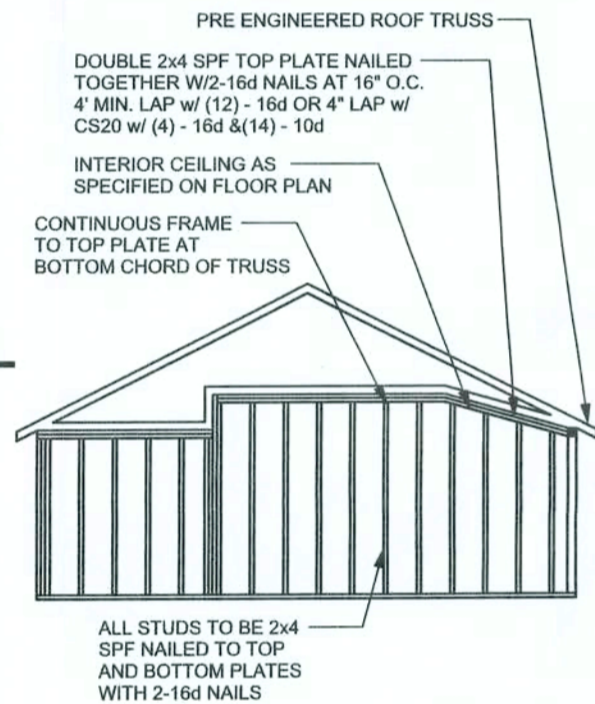 PRE ENGINEERED ROOF TRUSS
DOUBLE 2x4 SPF TOP PLATE NAILED
TOGETHER W/2-16d NAILS AT 16" O.C.
4' MIN. LAP w/ (12) - 16d OR 4" LAP w/
CS20 w/ (4) - 16d &(14) - 10d
INTERIOR CEILING AS
SPECIFIED ON FLOOR PLAN
CONTINUOUS FRAME
TO TOP PLATE AT
BOTTOM CHORD OF TRUSS
ALL STUDS TO BE 2x4
SPF NAILED TO TOP
AND BOTTOM PLATES
WITH 2-16d NAILS